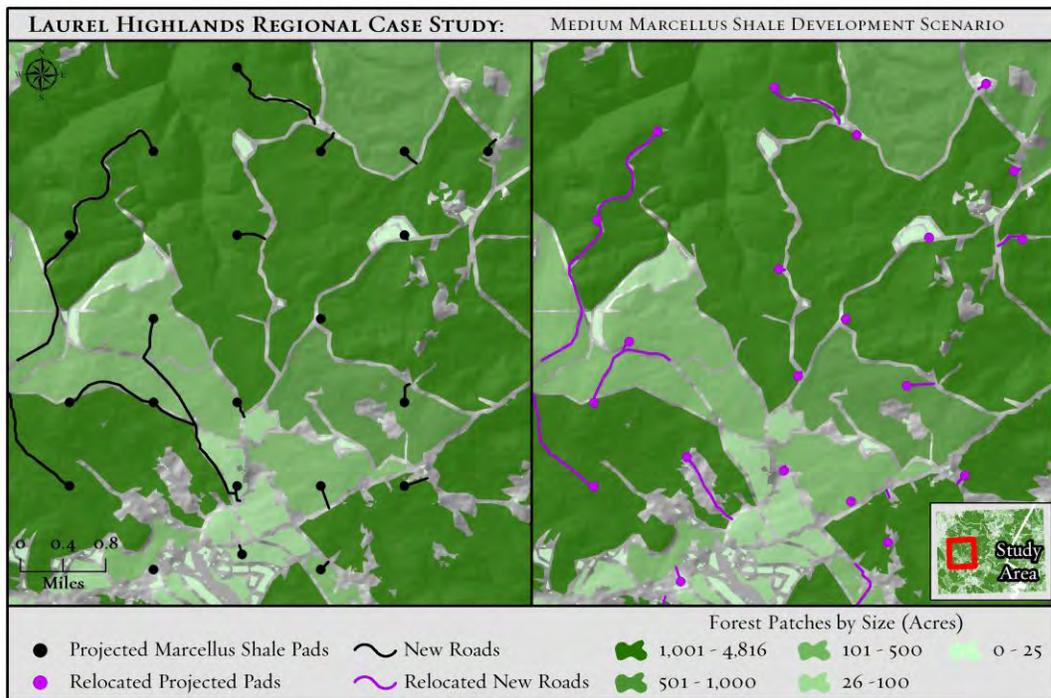 LAUREL HIGHLANDS REGIONAL CASE STUDY: MEDIUM MARCELLUS SHALE DEVELOPMENT SCENARIO
N
W E
S
0 0.4 0.8
Miles
Study
Area
Forest Patches by Size (Acres)
Projected Marcellus Shale Pads New Roads 1,001 - 4,816 101 - 500 0 - 25
Relocated Projected Pads Relocated New Roads 501 - 1,000 26 - 100